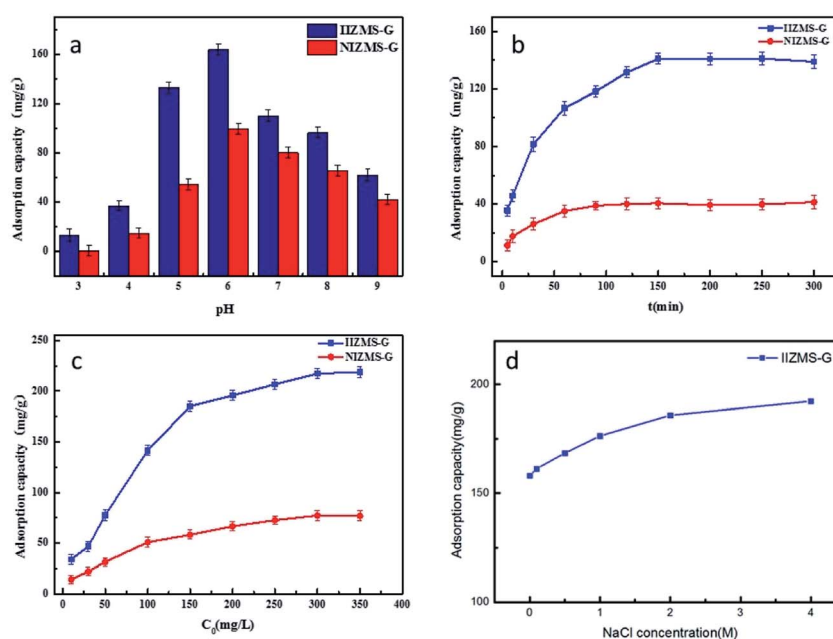 a
IIZMS-G
NIZMS-G
Adsorption capacity (mg/g)
160
120
80
40
0
3 4 5 6 7 8 9
pH
b
IIZMS-G
NIZMS-G
Adsorption capacity (mg/g)
160
120
80
40
0
0 50 100 150 200 250 300
t(min)
c
IIZMS-G
NIZMS-G
Adsorption capacity (mg/g)
250
200
150
100
50
0
0 50 100 150 200 250 300 350 400
C₀(mg/L)
d
IIZMS-G
Adsorption capacity(mg/g)
200
150
100
0 1 2 3 4
NaCl concentration(M)